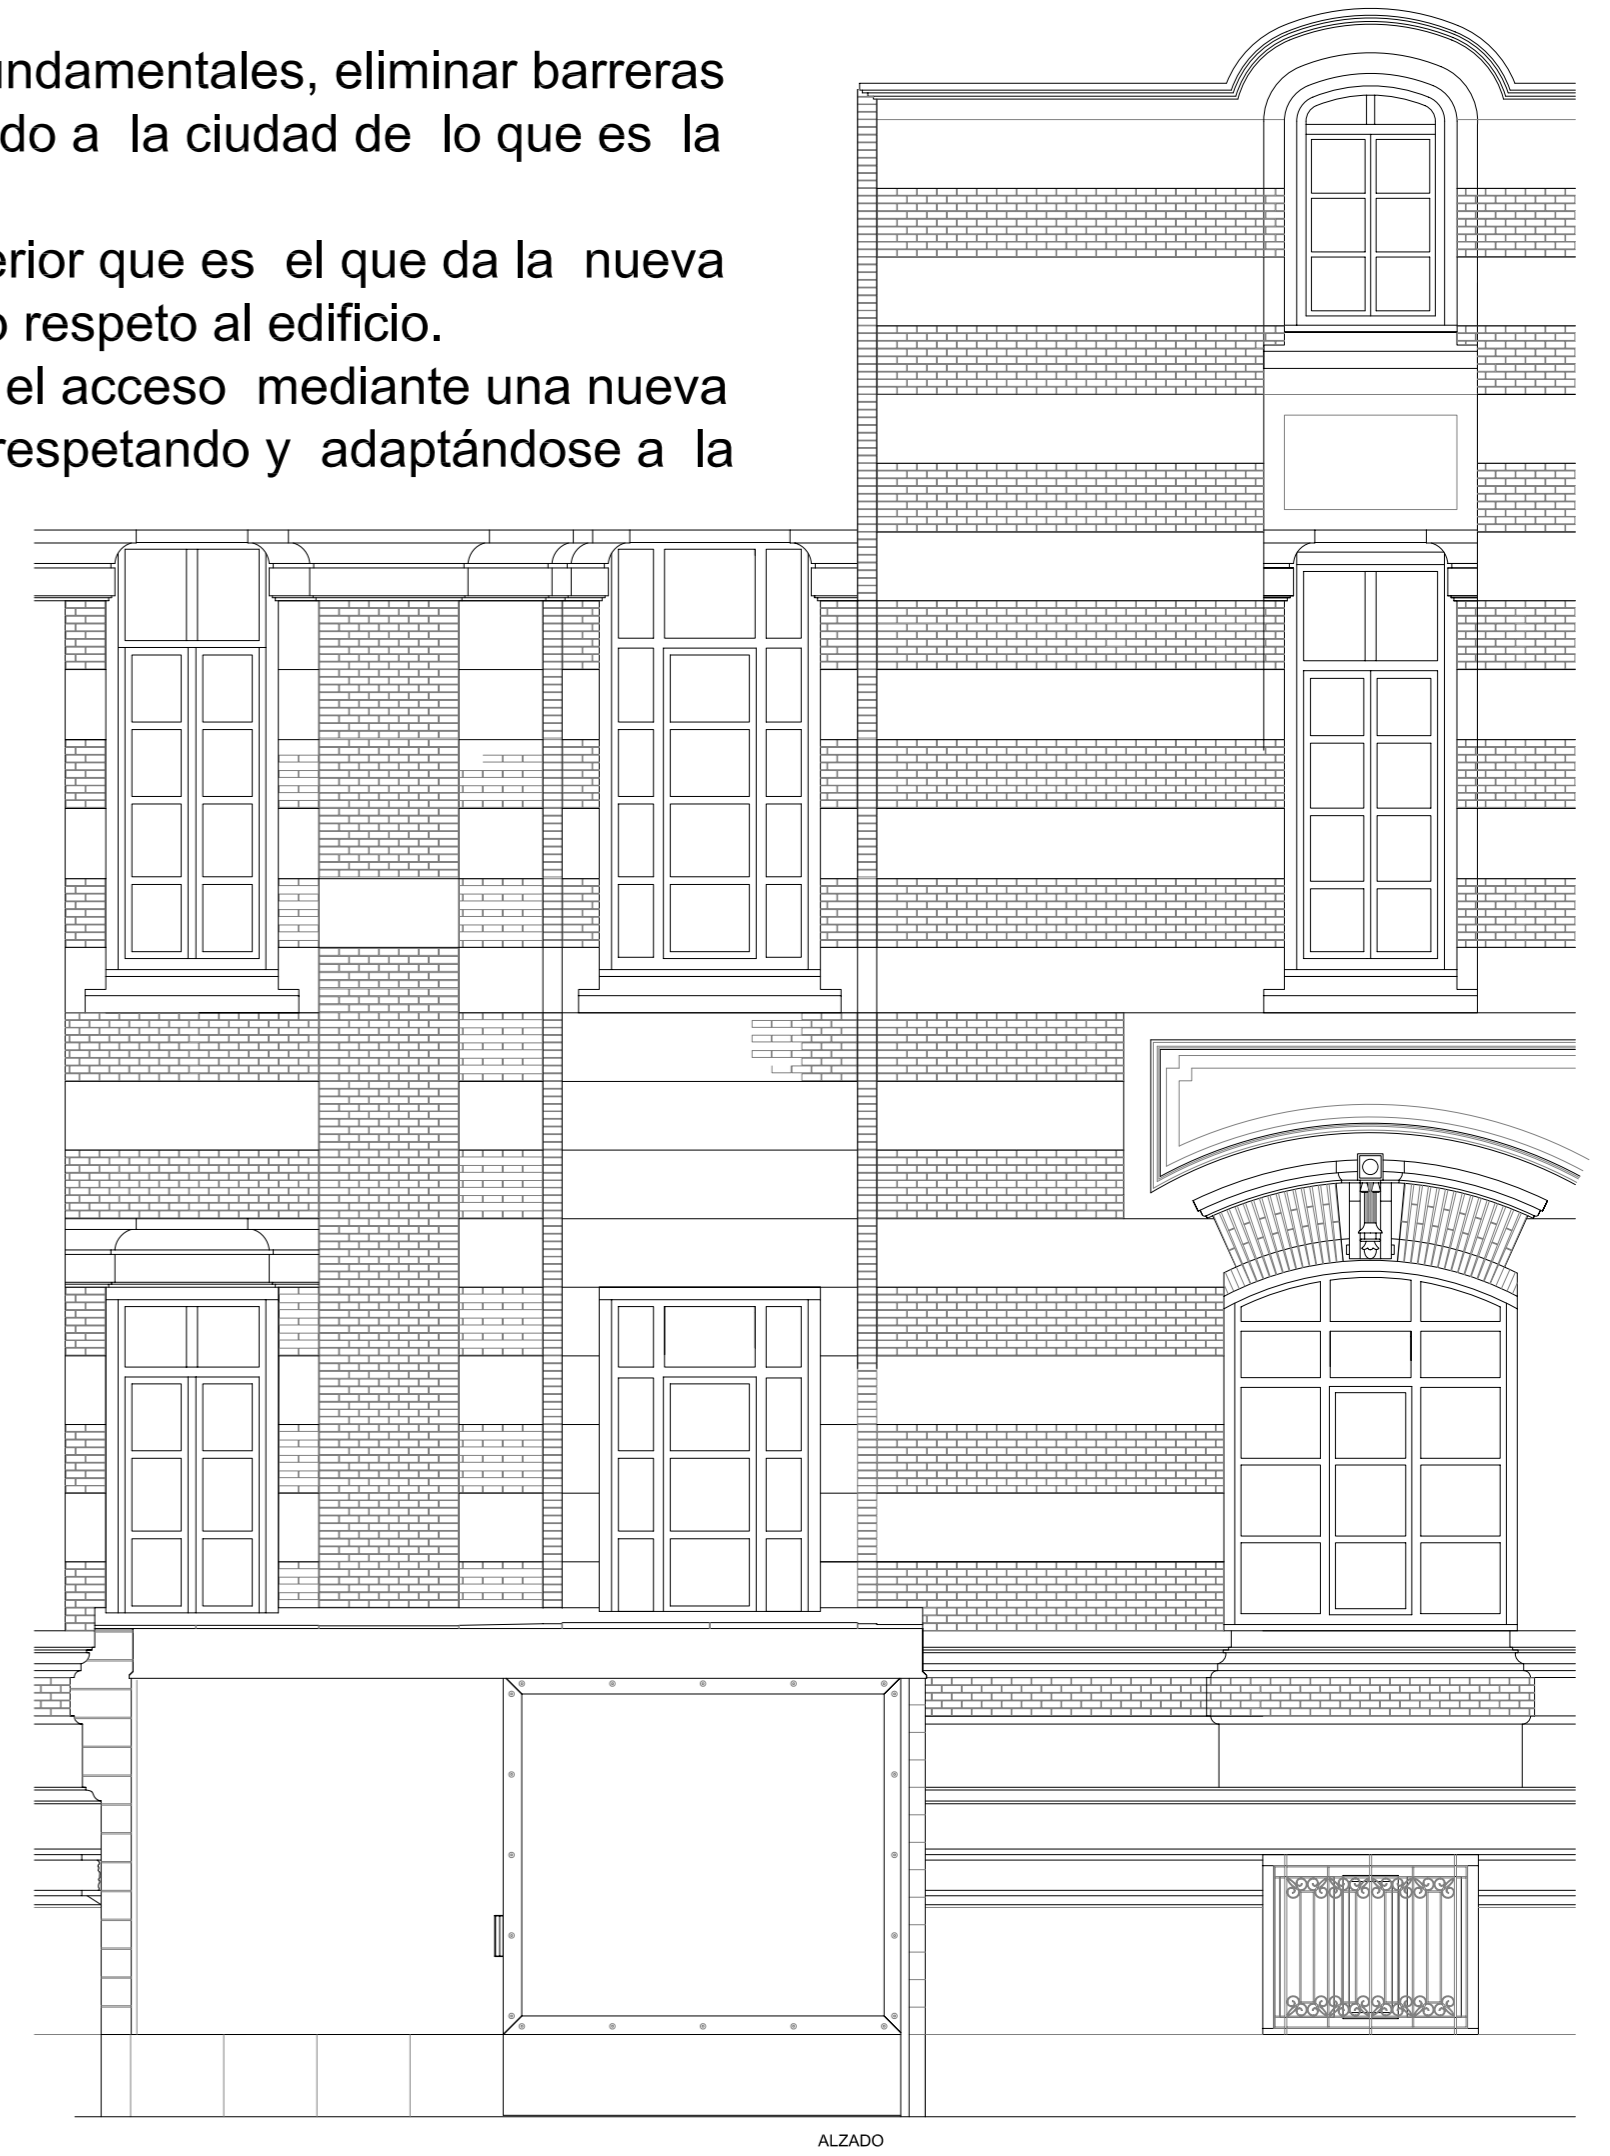 ndamentales, eliminar barreras
do a la ciudad de lo que es la
erior que es el que da la nueva
o respeto al edificio.
el acceso mediante una nueva
respetando y adaptándose a la
ALZADO